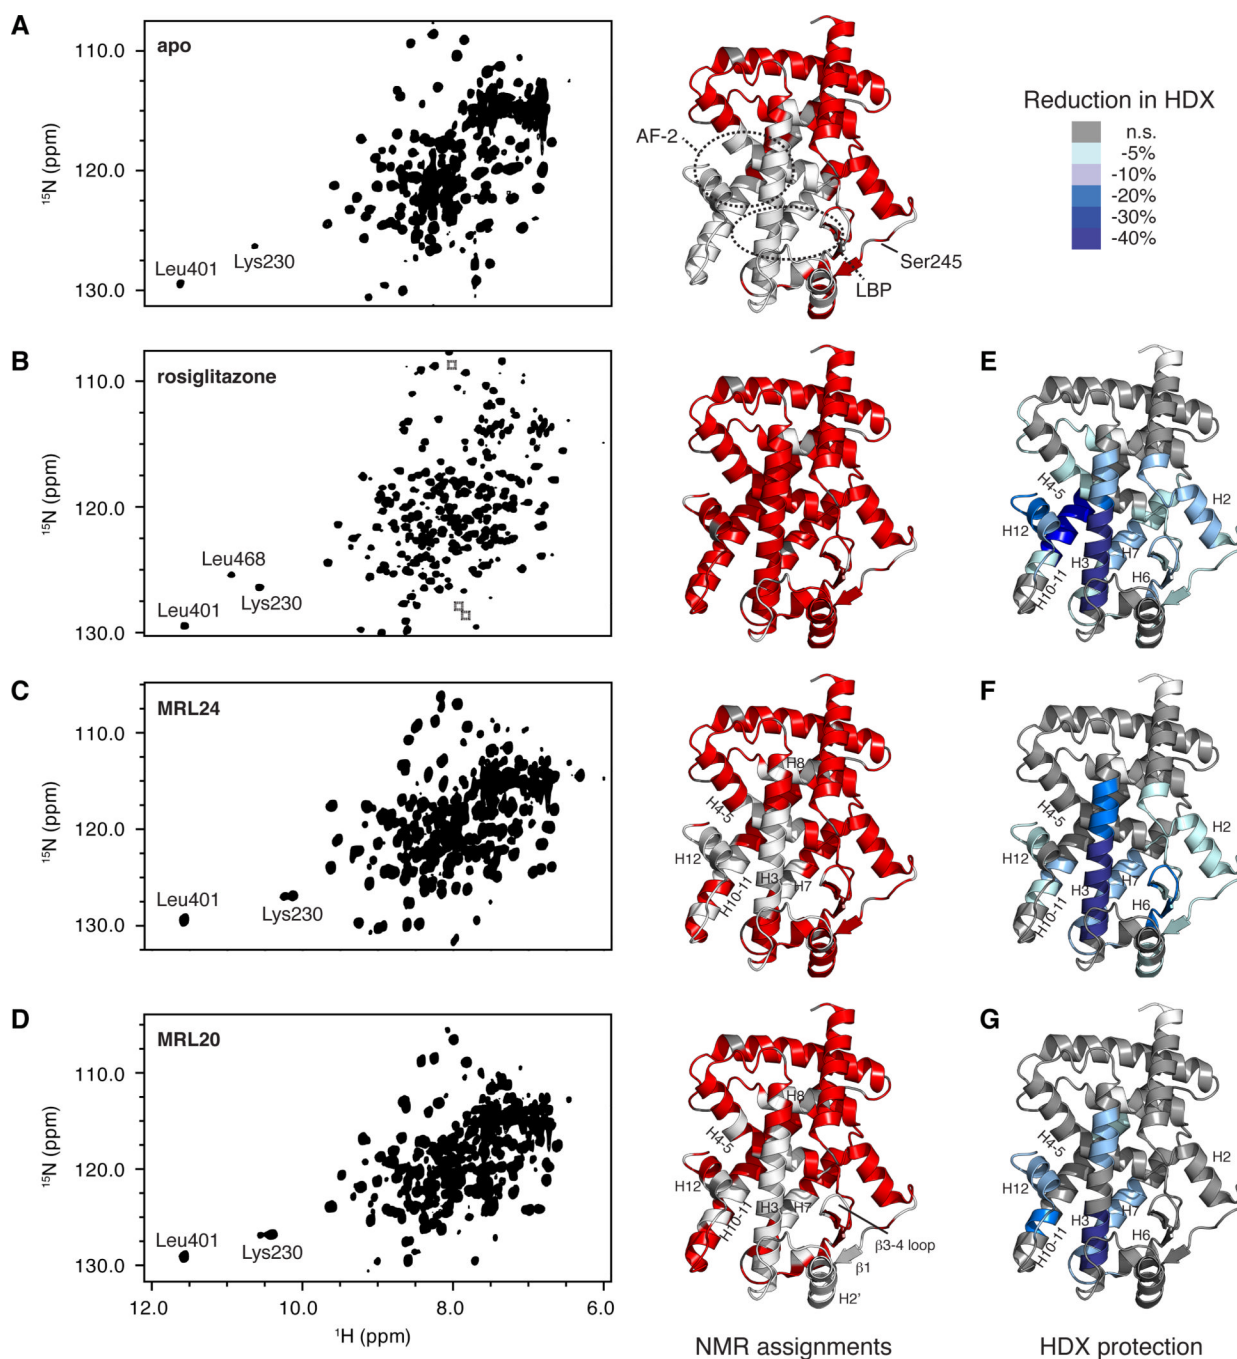 A
apo
110.0
120.0
130.0
15N (ppm)
Leu401
Lys230
AF-2
Ser245
LBP
Reduction in HDX
n.s.
-5%
-10%
-20%
-30%
-40%
B
rosiglitazone
110.0
120.0
130.0
15N (ppm)
Leu468
Leu401
Lys230
E
H4-5
H2
H12
H3
H7
H6
H10-11
C
MRL24
110.0
120.0
130.0
15N (ppm)
Leu401
Lys230
H8
H4-5
H12
H3
H7
H10-11
F
H4-5
H2
H12
H3
H7
H6
H10-11
D
MRL20
110.0
120.0
130.0
15N (ppm)
Leu401
Lys230
12.0
10.0
8.0
6.0
1H (ppm)
H8
H4-5
H12
H3
H7
H10-11
β3-4 loop
β1
H2'
NMR assignments
G
H4-5
H2
H12
H3
H7
H6
H10-11
HDX protection